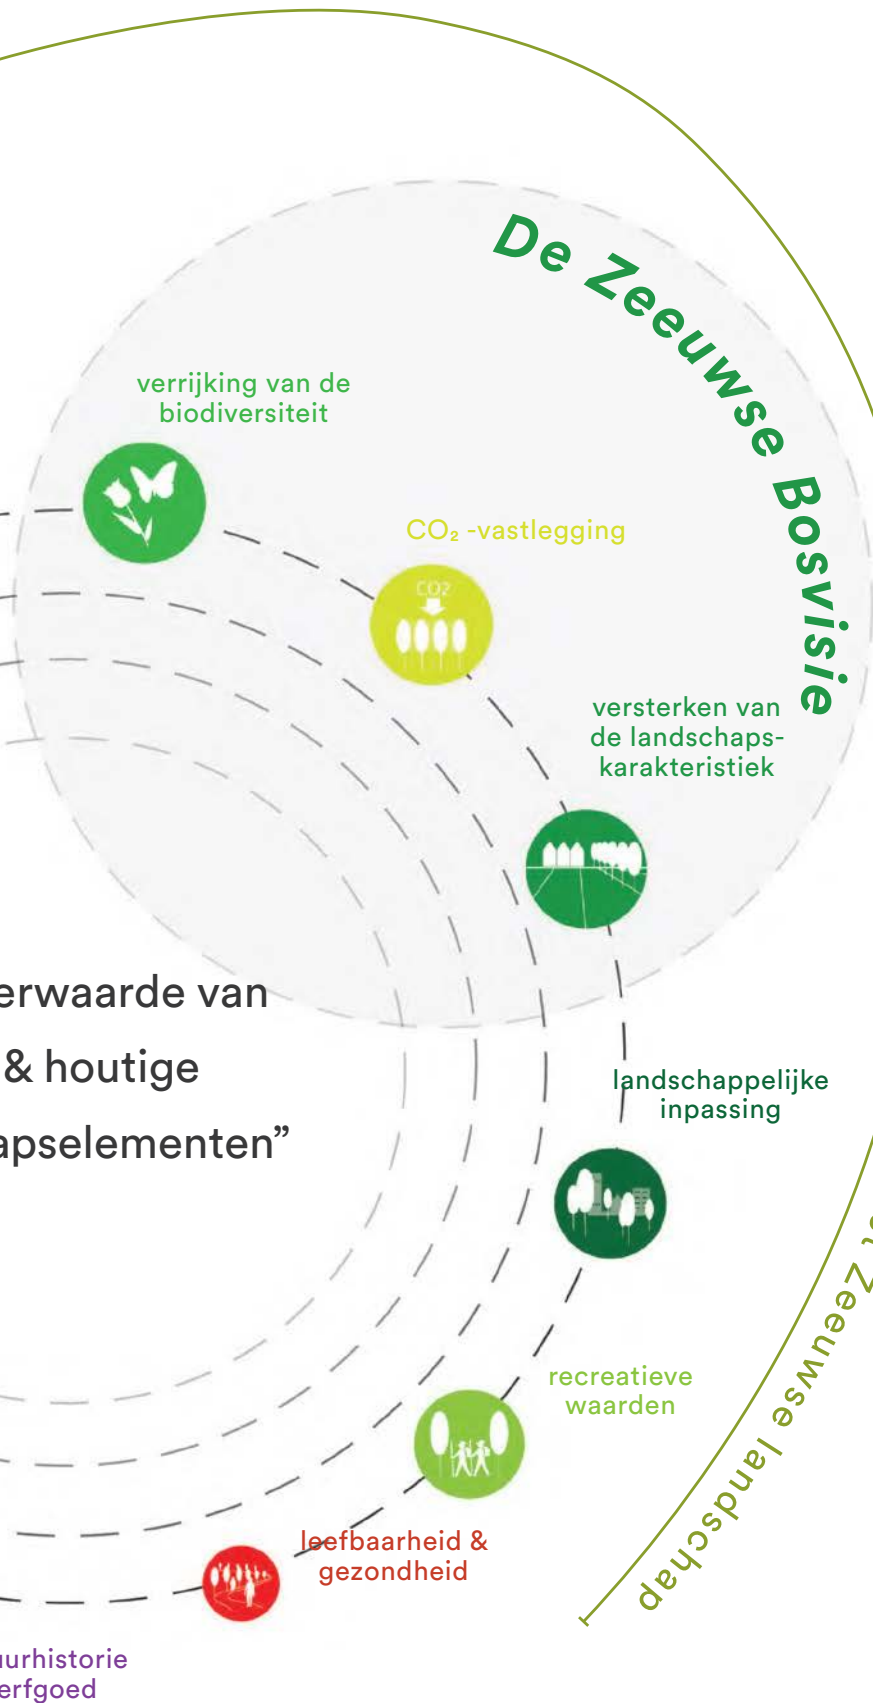 De Zeeuwse Bosvisie
verrijking van de
biodiversiteit
CO₂ -vastlegging
CO2
versterken van
de landschaps-
karakteristiek
erwaarde van
& houtige
apselementen”
landschappelijke
inpassing
Zeeuwse landschap
recreatieve
waarden
leefbaarheid &
gezondheid
uurhistorie
erfgoed